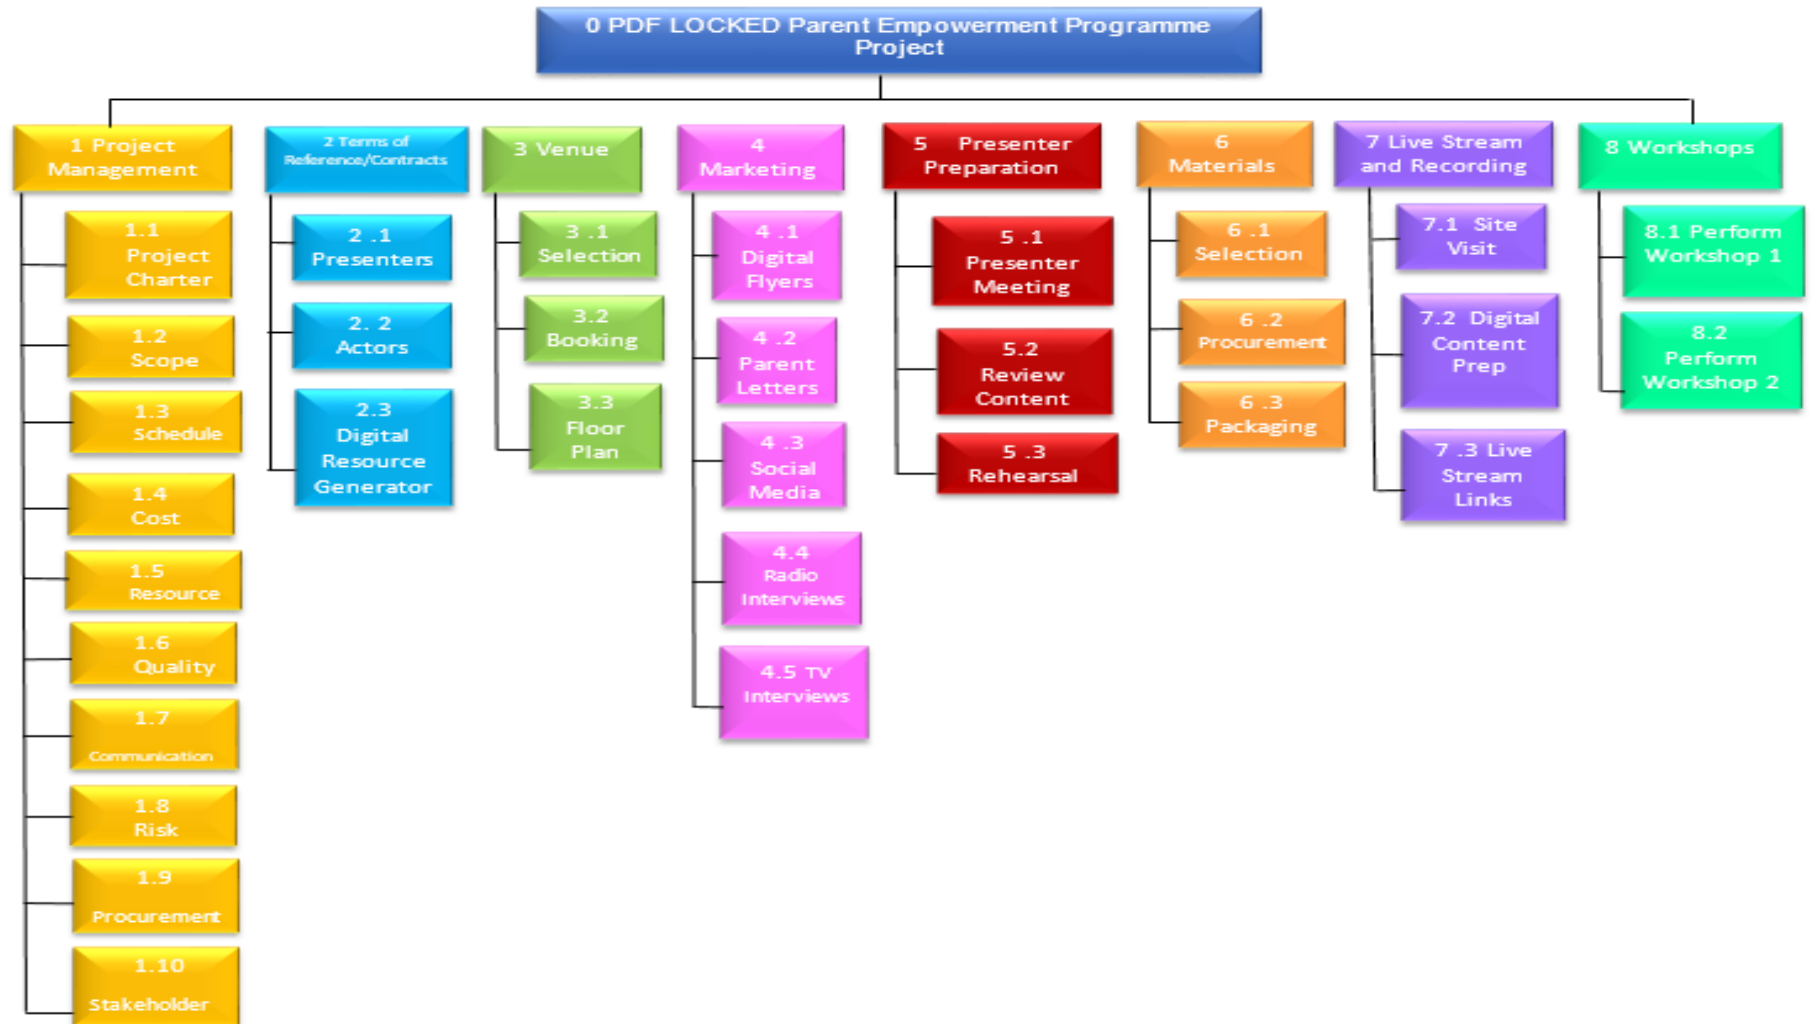 0 PDF LOCKED Parent Empowerment Programme
Project
1 Project
Management
1.1
Project
Charter
1.2
Scope
1.3
Schedule
1.4
Cost
1.5
Resource
1.6
Quality
1.7
Communication
1.8
Risk
1.9
Procurement
1.10
Stakeholder
2 Terms of
Reference/Contracts
2 .1
Presenters
2. 2
Actors
2.3
Digital
Resource
Generator
3 Venue
3 .1
Selection
3.2
Booking
3.3
Floor
Plan
4
Marketing
4 .1
Digital
Flyers
4 .2
Parent
Letters
4 .3
Social
Media
4.4
Radio
Interviews
4.5 TV
Interviews
5 Presenter
Preparation
5 .1
Presenter
Meeting
5.2
Review
Content
5 .3
Rehearsal
6
Materials
6 .1
Selection
6 .2
Procurement
6 .3
Packaging
7 Live Stream
and Recording
7.1 Site
Visit
7.2 Digital
Content
Prep
7 .3 Live
Stream
Links
8 Workshops
8.1 Perform
Workshop 1
8.2
Perform
Workshop 2